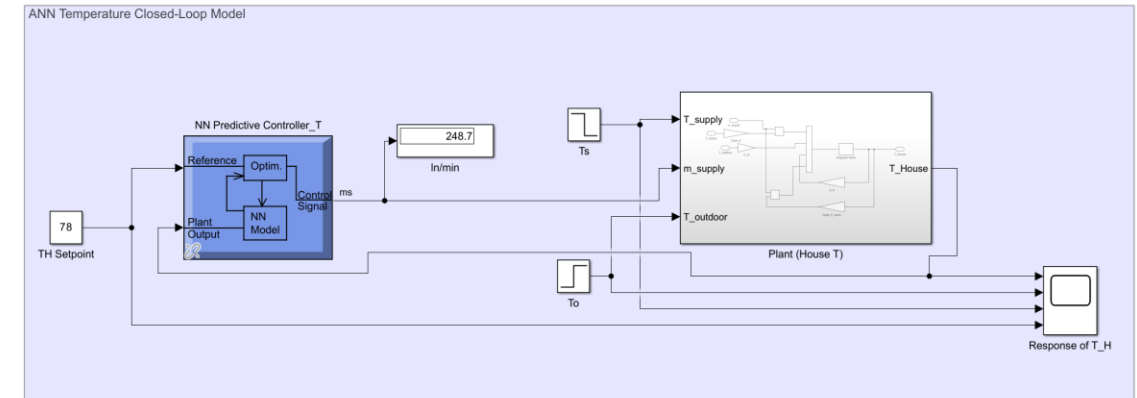 ANN Temperature Closed-Loop Model
NN Predictive Controller_T
Reference
Optim.
Control
Signal
NN
Model
Plant
Output
ms
248.7
ln/min
78
TH Setpoint
Ts
To
T_supply
m_supply
T_outdoor
T_House
Plant (House T)
Response of T_H